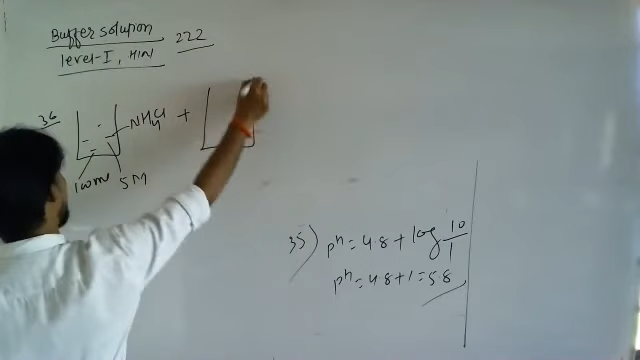 Buffer solution
level-I, HW 222
36
NH4Cl +
100ml 5M
35) pH = 4.8 + log 10/1
pH = 4.8 + 1 = 5.8